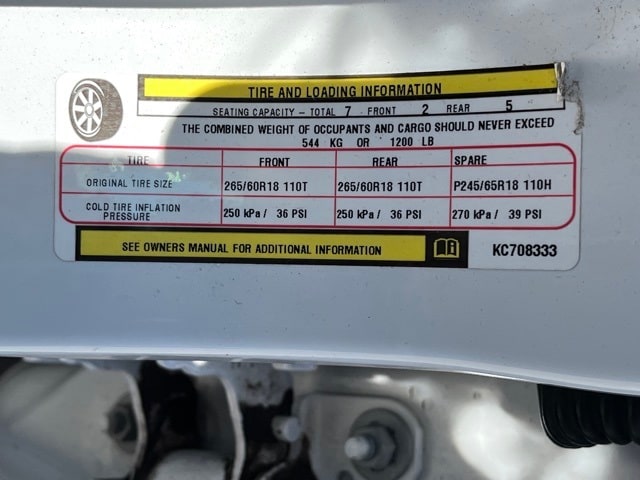 TIRE AND LOADING INFORMATION
SEATING CAPACITY – TOTAL 7 FRONT 2 REAR 5
THE COMBINED WEIGHT OF OCCUPANTS AND CARGO SHOULD NEVER EXCEED
544 KG OR 1200 LB
TIRE FRONT REAR SPARE
ORIGINAL TIRE SIZE 265/60R18 110T 265/60R18 110T P245/65R18 110H
COLD TIRE INFLATION
PRESSURE 250 kPa / 36 PSI 250 kPa / 36 PSI 270 kPa / 39 PSI
SEE OWNERS MANUAL FOR ADDITIONAL INFORMATION KC708333